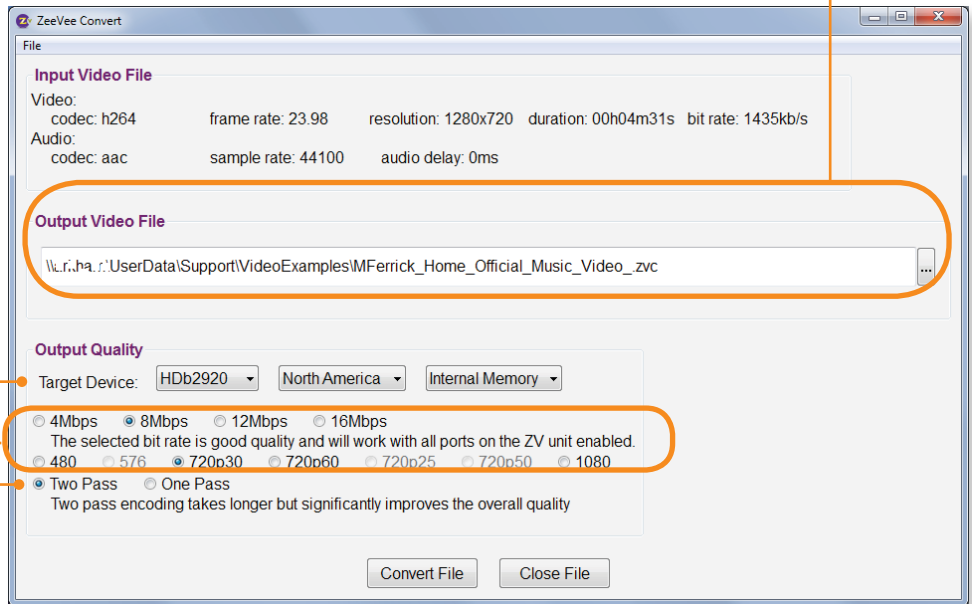 ZeeVee Convert
File
Input Video File
Video:
codec: h264 frame rate: 23.98 resolution: 1280x720 duration: 00h04m31s bit rate: 1435kb/s
Audio:
codec: aac sample rate: 44100 audio delay: 0ms
Output Video File
\UserData\Support\VideoExamples\MFerrick_Home_Official_Music_Video_.zvc
...
Output Quality
Target Device: HDb2920 North America Internal Memory
4Mbps 8Mbps 12Mbps 16Mbps
The selected bit rate is good quality and will work with all ports on the ZV unit enabled.
480 576 720p30 720p60 720p25 720p50 1080
Two Pass One Pass
Two pass encoding takes longer but significantly improves the overall quality
Convert File Close File